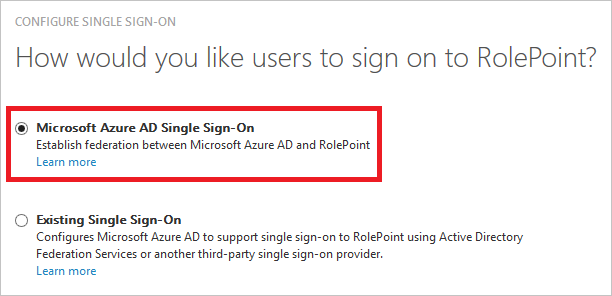 CONFIGURE SINGLE SIGN-ON
How would you like users to sign on to RolePoint?
Microsoft Azure AD Single Sign-On
Establish federation between Microsoft Azure AD and RolePoint
Learn more
Existing Single Sign-On
Configures Microsoft Azure AD to support single sign-on to RolePoint using Active Directory
Federation Services or another third-party single sign-on provider.
Learn more